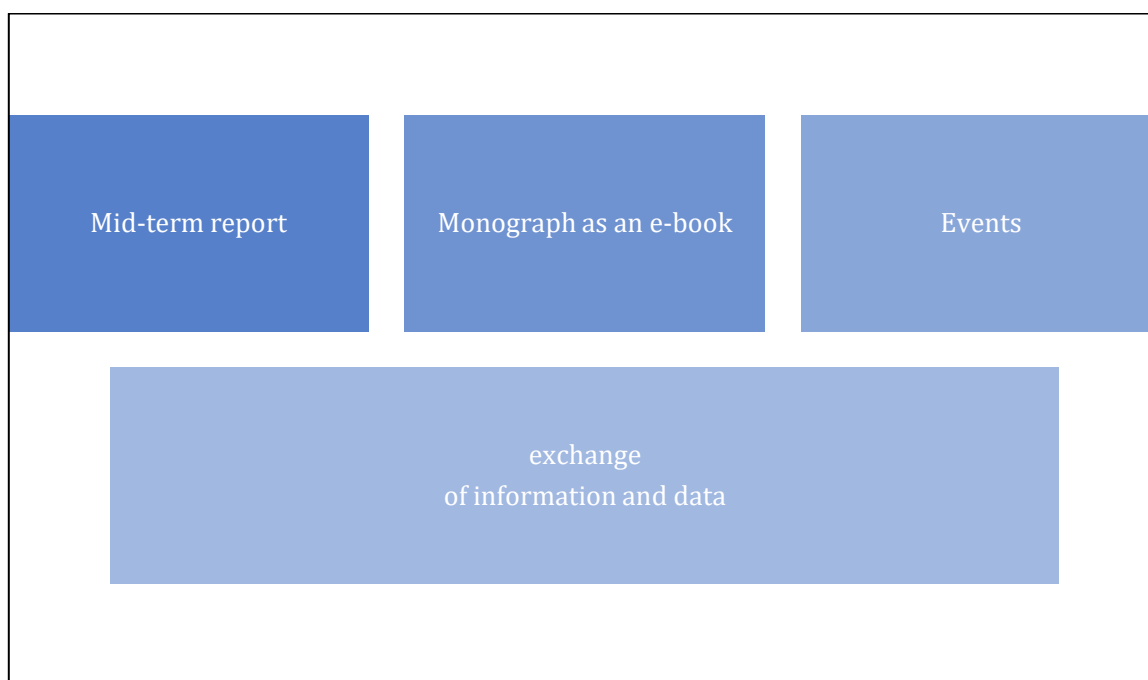 Mid-term report
Monograph as an e-book
Events
exchange
of information and data